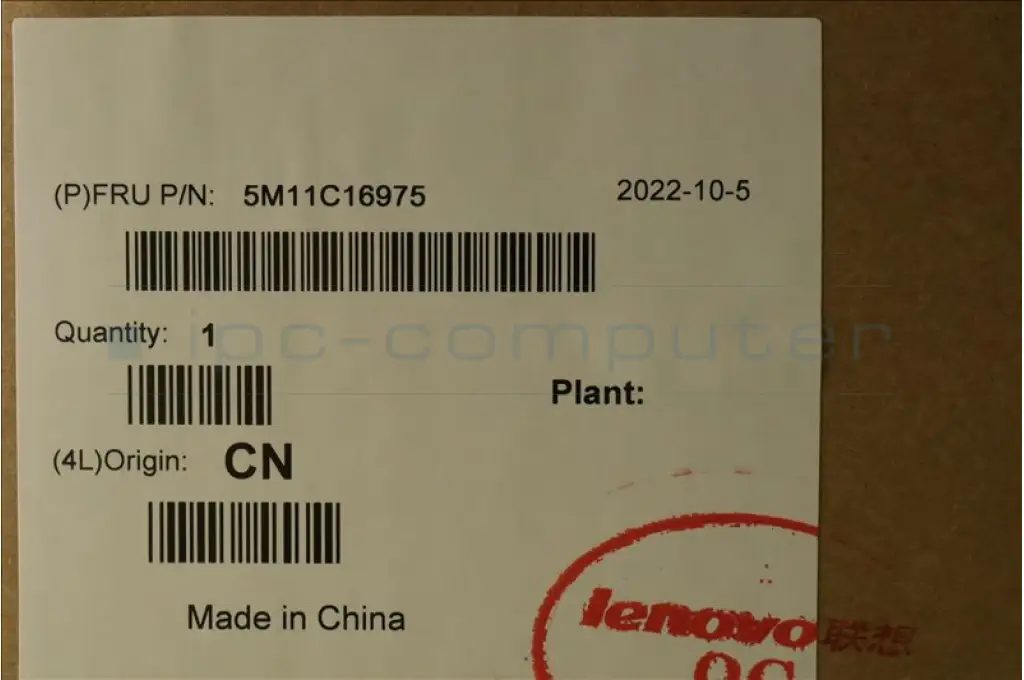 (P)FRU P/N: 5M11C16975 2022-10-5
Quantity: 1
ipc-computer
Plant:
(4L)Origin: CN
Made in China
lenovo联想
QC